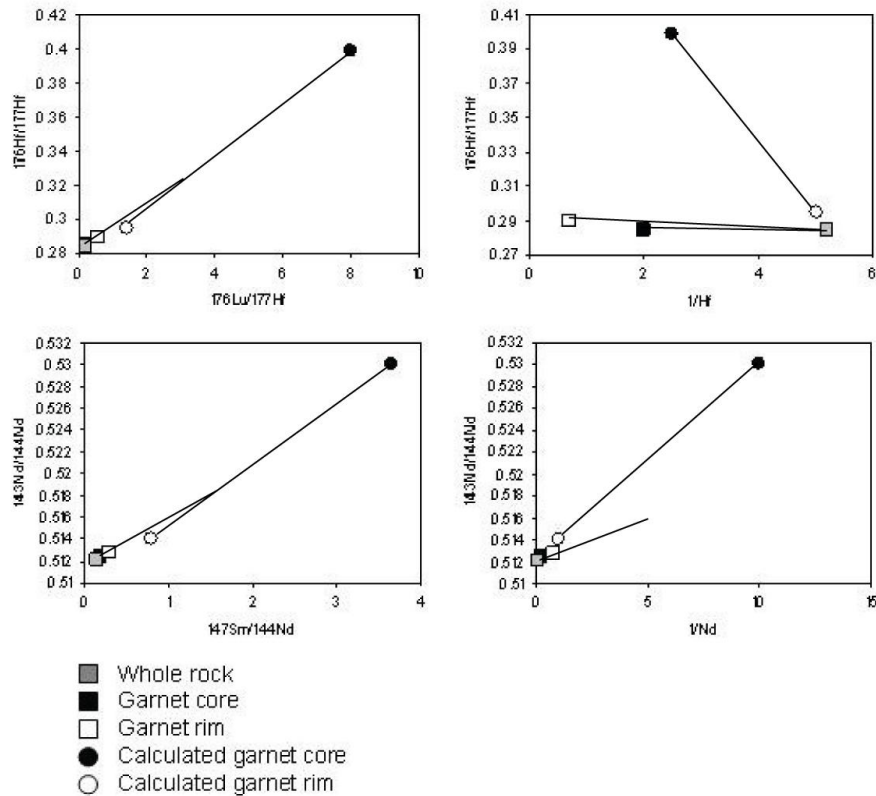 0.42
0.4
0.38
0.36
0.34
0.32
0.3
0.28
176Hf/177Hf
0 2 4 6 8 10
176Lu/177Hf
0.41
0.39
0.37
0.35
0.33
0.31
0.29
0.27
176Hf/177Hf
0 2 4 6
1/Hf
0.532
0.53
0.528
0.526
0.524
0.522
0.52
0.518
0.516
0.514
0.512
0.51
143Nd/144Nd
0 1 2 3 4
147Sm/144Nd
0.532
0.53
0.528
0.526
0.524
0.522
0.52
0.518
0.516
0.514
0.512
0.51
143Nd/144Nd
0 5 10 15
1/Nd
Whole rock
Garnet core
Garnet rim
Calculated garnet core
Calculated garnet rim